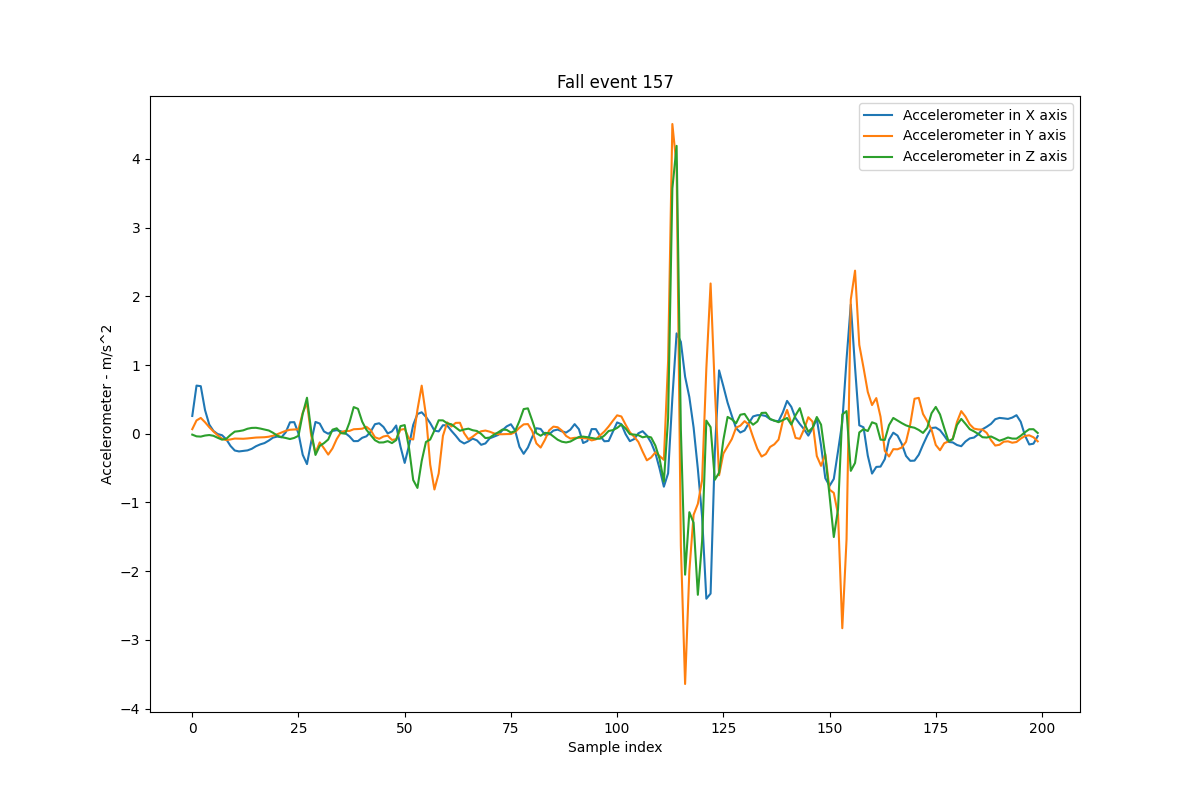 Fall event 157
Accelerometer in X axis
Accelerometer in Y axis
Accelerometer in Z axis
4
3
2
1
0
−1
−2
−3
−4
Accelerometer - m/s^2
0 25 50 75 100 125 150 175 200
Sample index